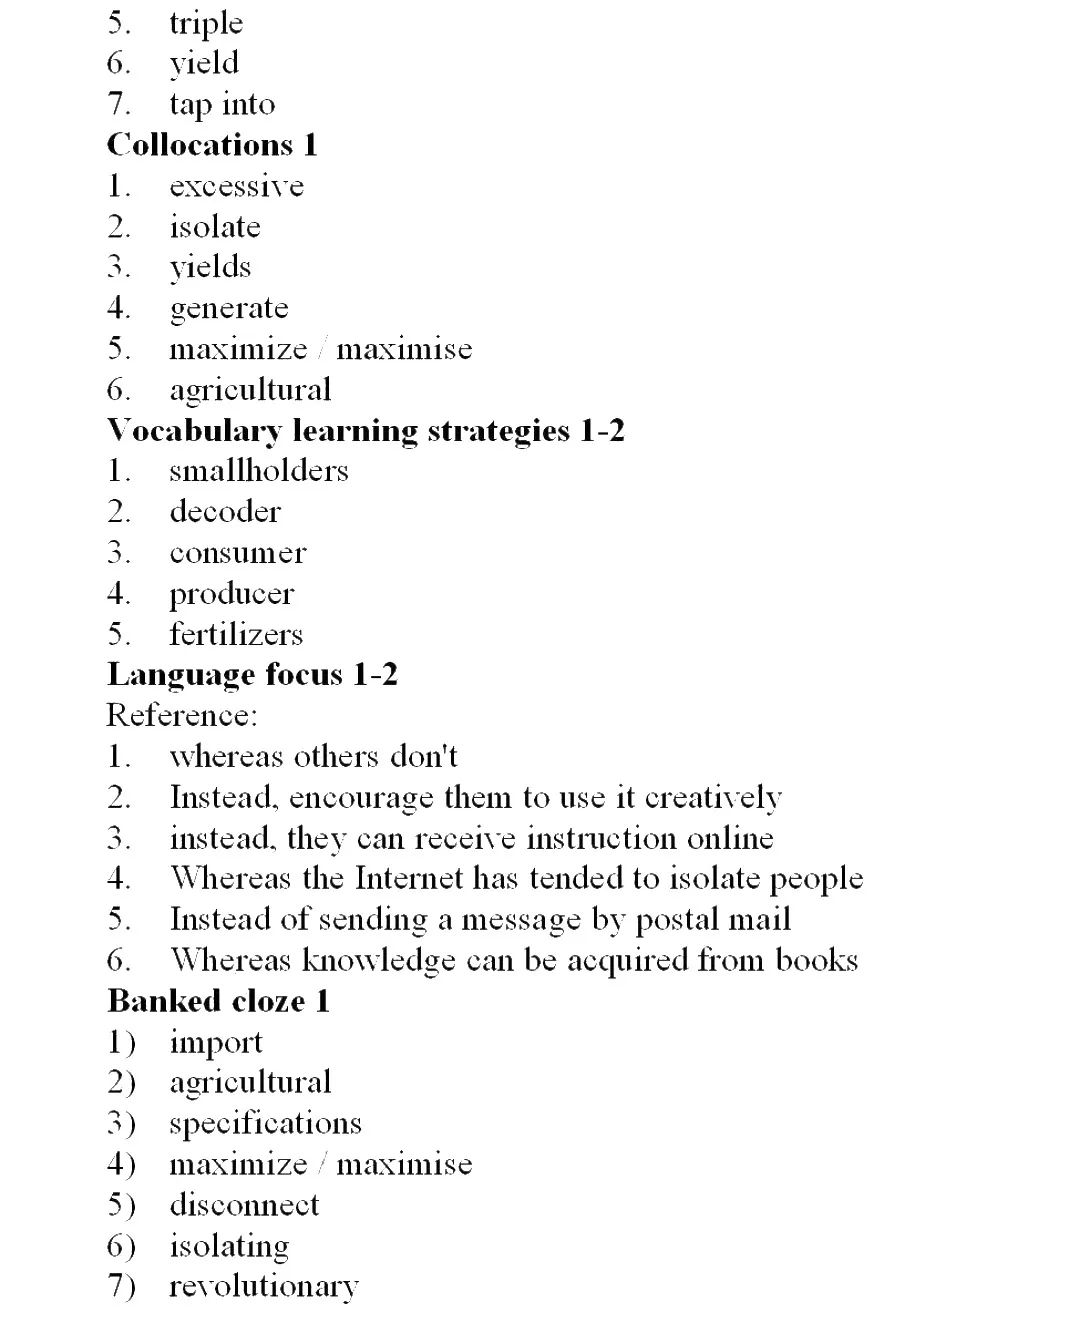 5. triple
6. yield
7. tap into
Collocations 1
1. excessive
2. isolate
3. yields
4. generate
5. maximize / maximise
6. agricultural
Vocabulary learning strategies 1-2
1. smallholders
2. decoder
3. consumer
4. producer
5. fertilizers
Language focus 1-2
Reference:
1. whereas others don't
2. Instead, encourage them to use it creatively
3. instead, they can receive instruction online
4. Whereas the Internet has tended to isolate people
5. Instead of sending a message by postal mail
6. Whereas knowledge can be acquired from books
Banked cloze 1
1) import
2) agricultural
3) specifications
4) maximize / maximise
5) disconnect
6) isolating
7) revolutionary